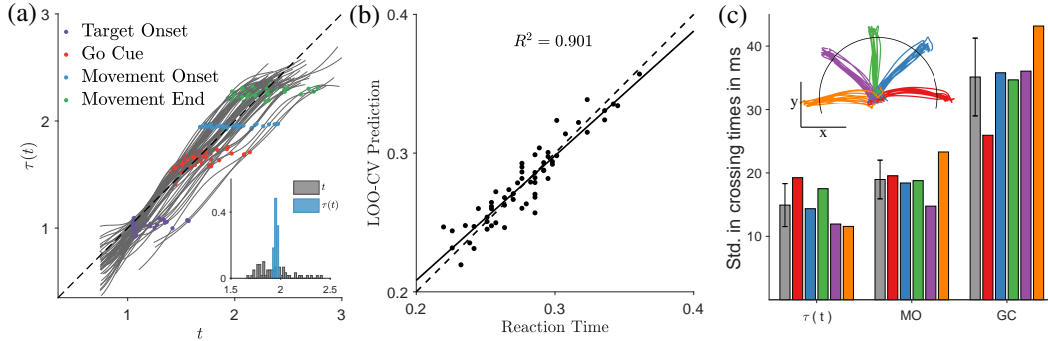 (a)
3
2
1
τ(t)
Target Onset
Go Cue
Movement Onset
Movement End
0.4
0
t
τ(t)
1.5
2
2.5
1
2
3
t
(b)
0.4
0.3
0.2
LOO-CV Prediction
R² = 0.901
0.2
0.3
0.4
Reaction Time
(c)
Std. in crossing times in ms
40
30
20
10
y
x
τ(t)
MO
GC